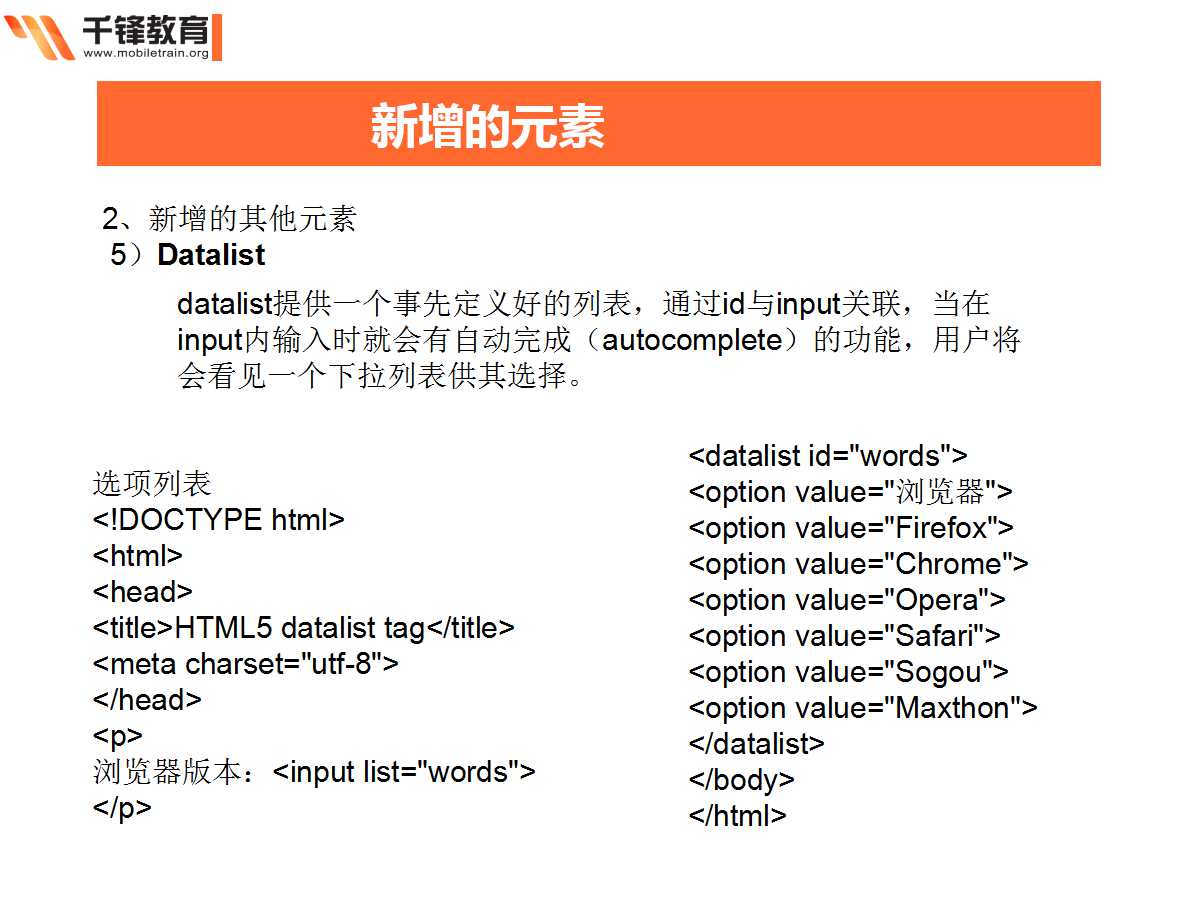 千锋教育
www.mobiletrain.org
新增的元素
2、新增的其他元素
5）Datalist
datalist提供一个事先定义好的列表，通过id与input关联，当在
input内输入时就会有自动完成（autocomplete）的功能，用户将
会看见一个下拉列表供其选择。
选项列表
<!DOCTYPE html>
<html>
<head>
<title>HTML5 datalist tag</title>
<meta charset="utf-8">
</head>
<p>
浏览器版本：<input list="words">
</p>
<datalist id="words">
<option value="浏览器">
<option value="Firefox">
<option value="Chrome">
<option value="Opera">
<option value="Safari">
<option value="Sogou">
<option value="Maxthon">
</datalist>
</body>
</html>